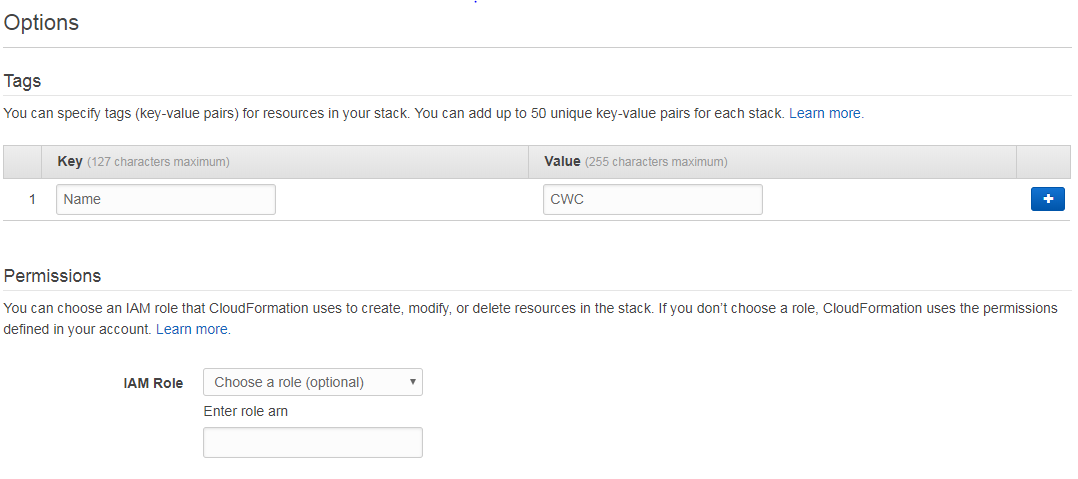 Options
Tags
You can specify tags (key-value pairs) for resources in your stack. You can add up to 50 unique key-value pairs for each stack. Learn more.
Key (127 characters maximum) Value (255 characters maximum)
1 Name CWC +
Permissions
You can choose an IAM role that CloudFormation uses to create, modify, or delete resources in the stack. If you don't choose a role, CloudFormation uses the permissions
defined in your account. Learn more.
IAM Role Choose a role (optional)
Enter role arn